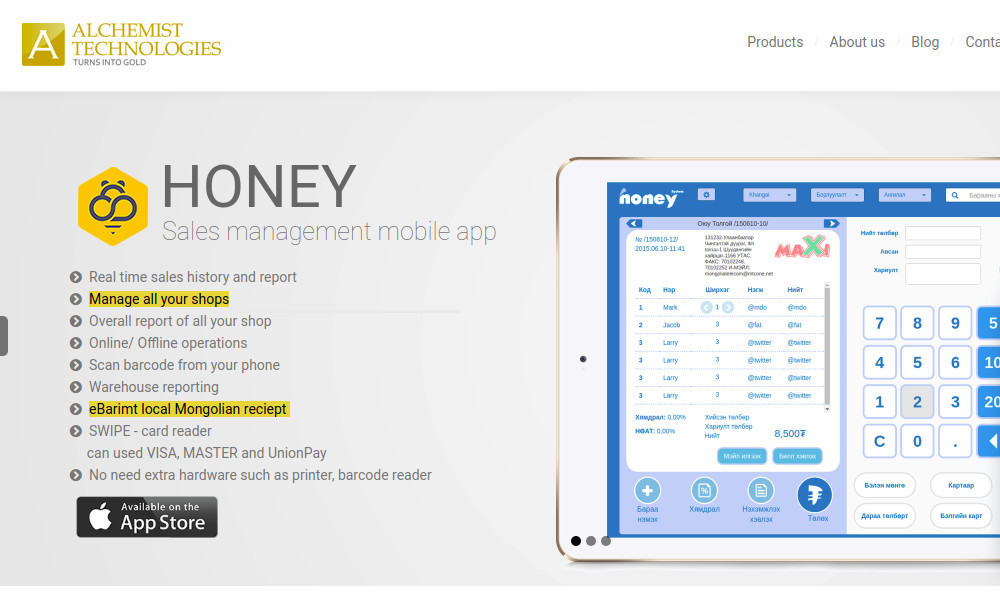 ALCHEMIST
TECHNOLOGIES
TURNS INTO GOLD
Products / About us / Blog / Conta
HONEY
Sales management mobile app
Real time sales history and report
Manage all your shops
Overall report of all your shop
Online/ Offline operations
Scan barcode from your phone
Warehouse reporting
eBarimt local Mongolian reciept
SWIPE - card reader
can used VISA, MASTER and UnionPay
No need extra hardware such as printer, barcode reader
Available on the
App Store
honey System
Khangai
Борлуулалт
Ангилал
Барааны
Оюу Толгой /150610-10/
№ /150610-12/
2015.06.10-11:41
131232-Улаанбаатар
Чингэлтэй дүүрэг, 6й
хороо-1 Шуудангийн
хайрцаг-1166 УТАС,
ФАКС: 70102248,
70102252 И-МЭЙЛ:
mongoliatelecom@mtcone.net
MAXI
Код Нэр Ширхэг Нэгж Нийт
1 Mark 1 @mdo @mdo
2 Jacob 3 @fat @fat
3 Larry 3 @twitter @twitter
3 Larry 3 @twitter @twitter
3 Larry 3 @twitter @twitter
3 Larry 3 @twitter @twitter
Хямдрал: 0,00%
НӨАТ: 0,00%
Хийсэн төлбөр
Хариулт төлбөр
Нийт
8,500₮
Мэйл илгээх
Билл хэвлэх
Бараа
нэмэх
Хямдрал
Нэхэмжлэх
хэвлэх
Төлөх
Нийт төлбөр
Авсан
Хариулт
7 8 9 5
4 5 6 10
1 2 3 20
C 0 .
Бэлэн мөнгө
Картаар
Дараа төлбөрт
Бэлгийн карт